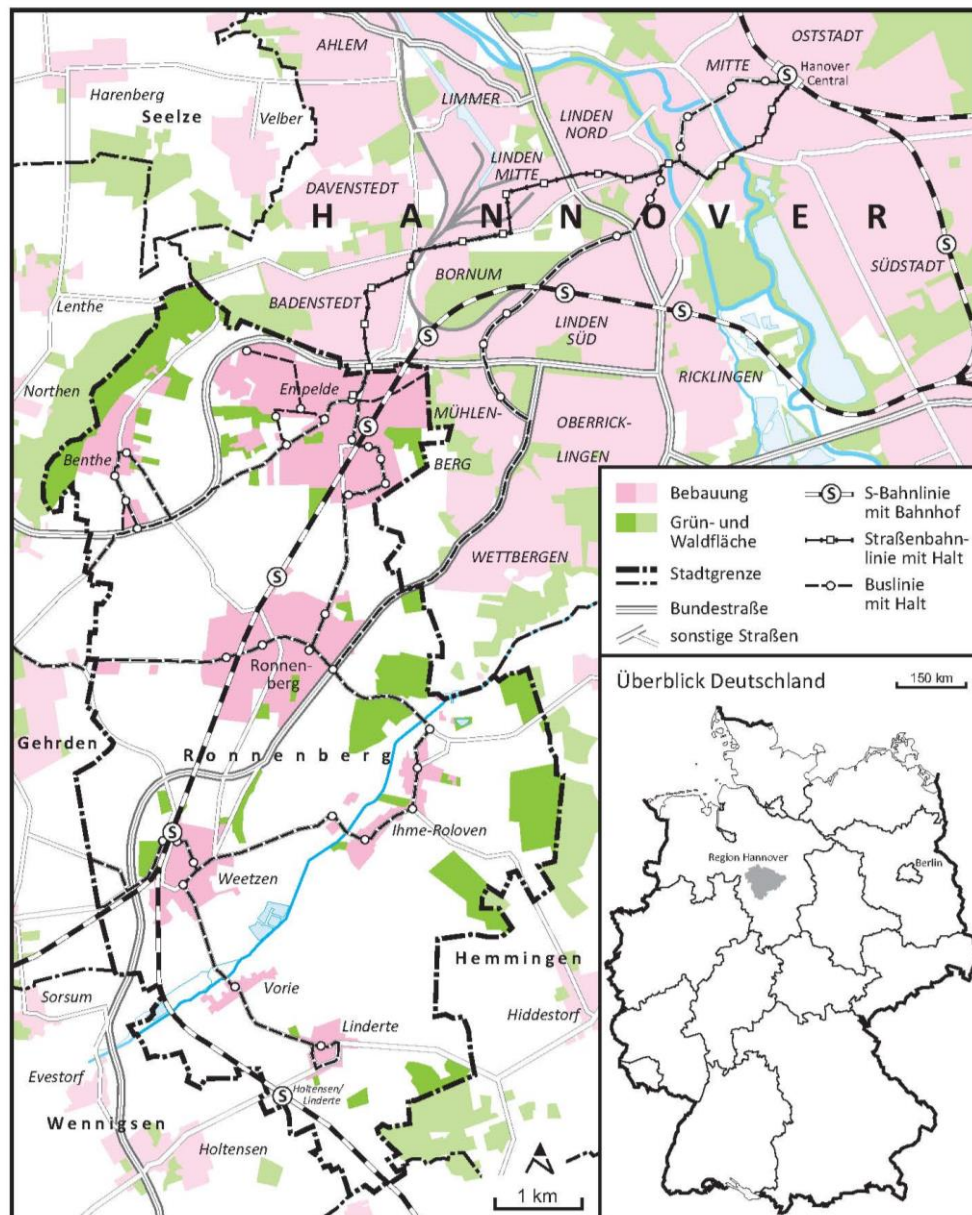 AHLEM
OSTSTADT
MITTE
Hanover
Central
S
Harenberg
Seelze
Velber
LIMMER
LINDEN
NORD
LINDEN
MITTE
DAVENSTEDT
HANNOVER
SÜDSTADT
S
Lenthe
BADENSTEDT
BORNUM
S
S
S
LINDEN
SÜD
RICKLINGEN
Northen
Empelde
MÜHLEN-
BERG
OBERRICK-
LINGEN
S
Benthe
WETTBERGEN
S
Ronnen-
berg
Gehrden
Ronnenberg
S
Ihme-Roloven
Weetzen
Hemmingen
Sorsum
Vorie
Linderte
Hiddestorf
Evestorf
S
Holtensen/
Linderte
Wennigsen
Holtensen
1 km
Bebauung
Grün- und
Waldfläche
Stadtgrenze
Bundestraße
sonstige Straßen
S
S-Bahnlinie
mit Bahnhof
Straßenbahn-
linie mit Halt
Buslinie
mit Halt
Überblick Deutschland
150 km
Region Hannover
Berlin